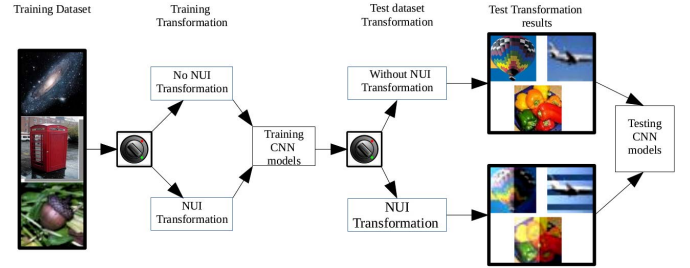 Training Dataset
Training
Transformation
Test dataset
Transformation
Test Transformation
results
No NUI
Transformation
NUI
Transformation
Training
CNN
models
Without NUI
Transformation
NUI
Transformation
Testing
CNN
models